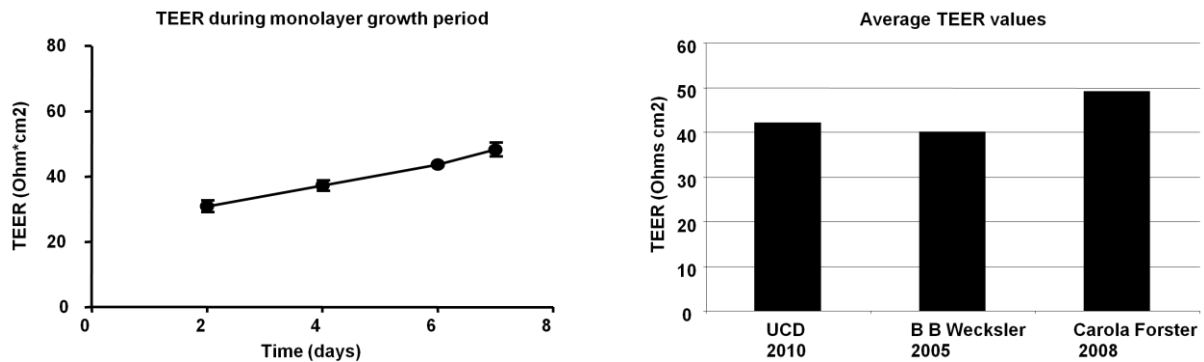 TEER during monolayer growth period
80
60
40
20
0
TEER (Ohm*cm2)
0 2 4 6 8
Time (days)
Average TEER values
60
50
40
30
20
10
0
TEER (Ohms cm2)
UCD
2010
B B Wecksler
2005
Carola Forster
2008